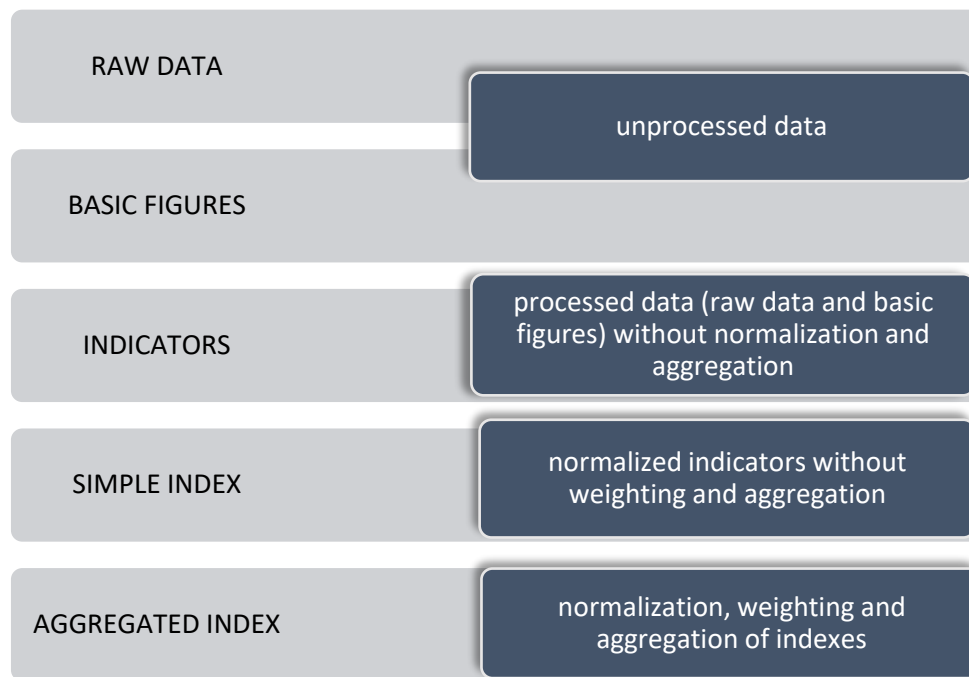 RAW DATA
unprocessed data
BASIC FIGURES
INDICATORS
processed data (raw data and basic
figures) without normalization and
aggregation
SIMPLE INDEX
normalized indicators without
weighting and aggregation
AGGREGATED INDEX
normalization, weighting and
aggregation of indexes